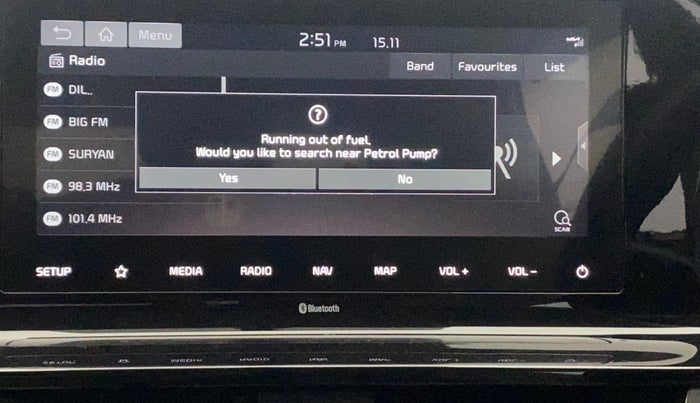 Menu
2:51 PM 15.11
Radio
Band Favourites List
FM DIL..
FM BIG FM
FM SURYAN
FM 98.3 MHz
FM 101.4 MHz
?
Running out of fuel.
Would you like to search near Petrol Pump?
Yes No
SCAN
SETUP MEDIA RADIO NAV MAP VOL + VOL -
Bluetooth